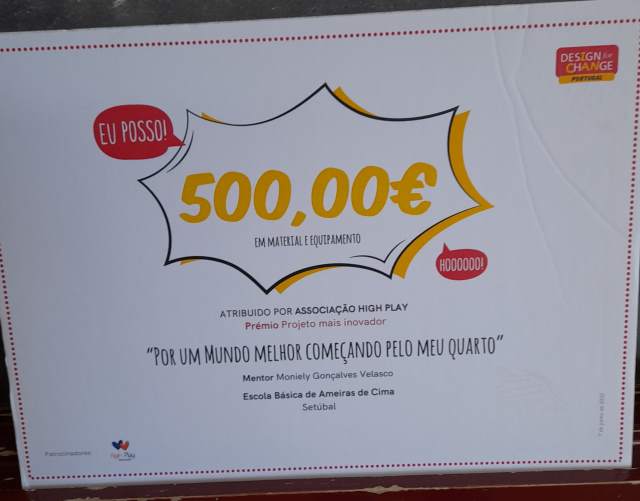 DESIGN for
CHANGE
PORTUGAL
EU POSSO!
500,00€
EM MATERIAL E EQUIPAMENTO
HOOOOOO!
ATRIBUIDO POR ASSOCIAÇÃO HIGH PLAY
Prémio Projeto mais inovador
“POR UM MUNDO MELHOR COMEÇANDO PELO MEU QUARTO”
Mentor Moniely Gonçalves Velasco
Escola Básica de Ameiras de Cima
Setúbal
Patrocinadores:
High Play